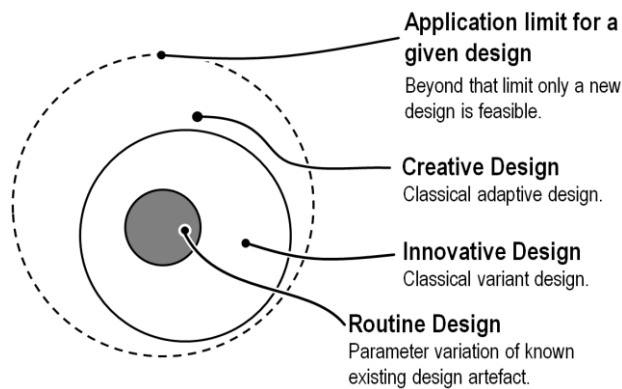 Application limit for a
given design
Beyond that limit only a new
design is feasible.
Creative Design
Classical adaptive design.
Innovative Design
Classical variant design.
Routine Design
Parameter variation of known
existing design artefact.